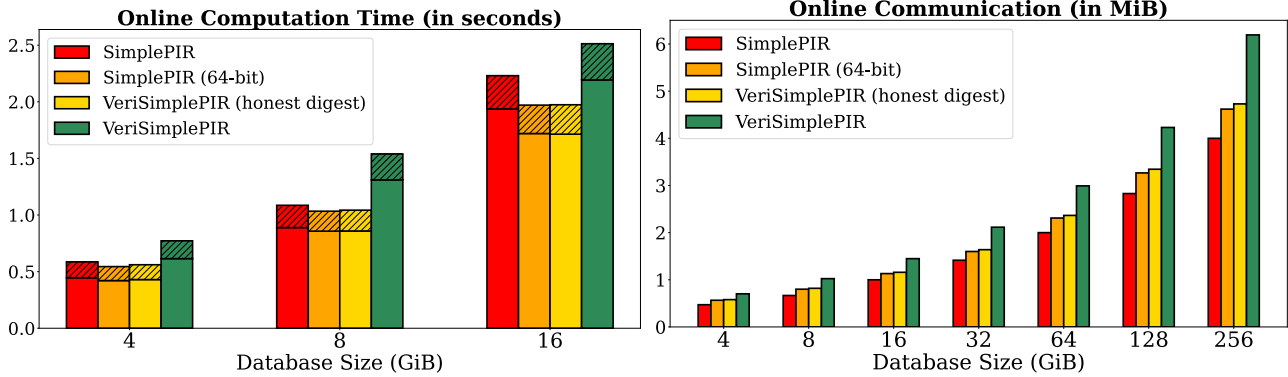 Online Computation Time (in seconds)
2.5
2.0
1.5
1.0
0.5
0.0
SimplePIR
SimplePIR (64-bit)
VeriSimplePIR (honest digest)
VeriSimplePIR
4
8
16
Database Size (GiB)
Online Communication (in MiB)
6
5
4
3
2
1
0
SimplePIR
SimplePIR (64-bit)
VeriSimplePIR (honest digest)
VeriSimplePIR
4
8
16
32
64
128
256
Database Size (GiB)